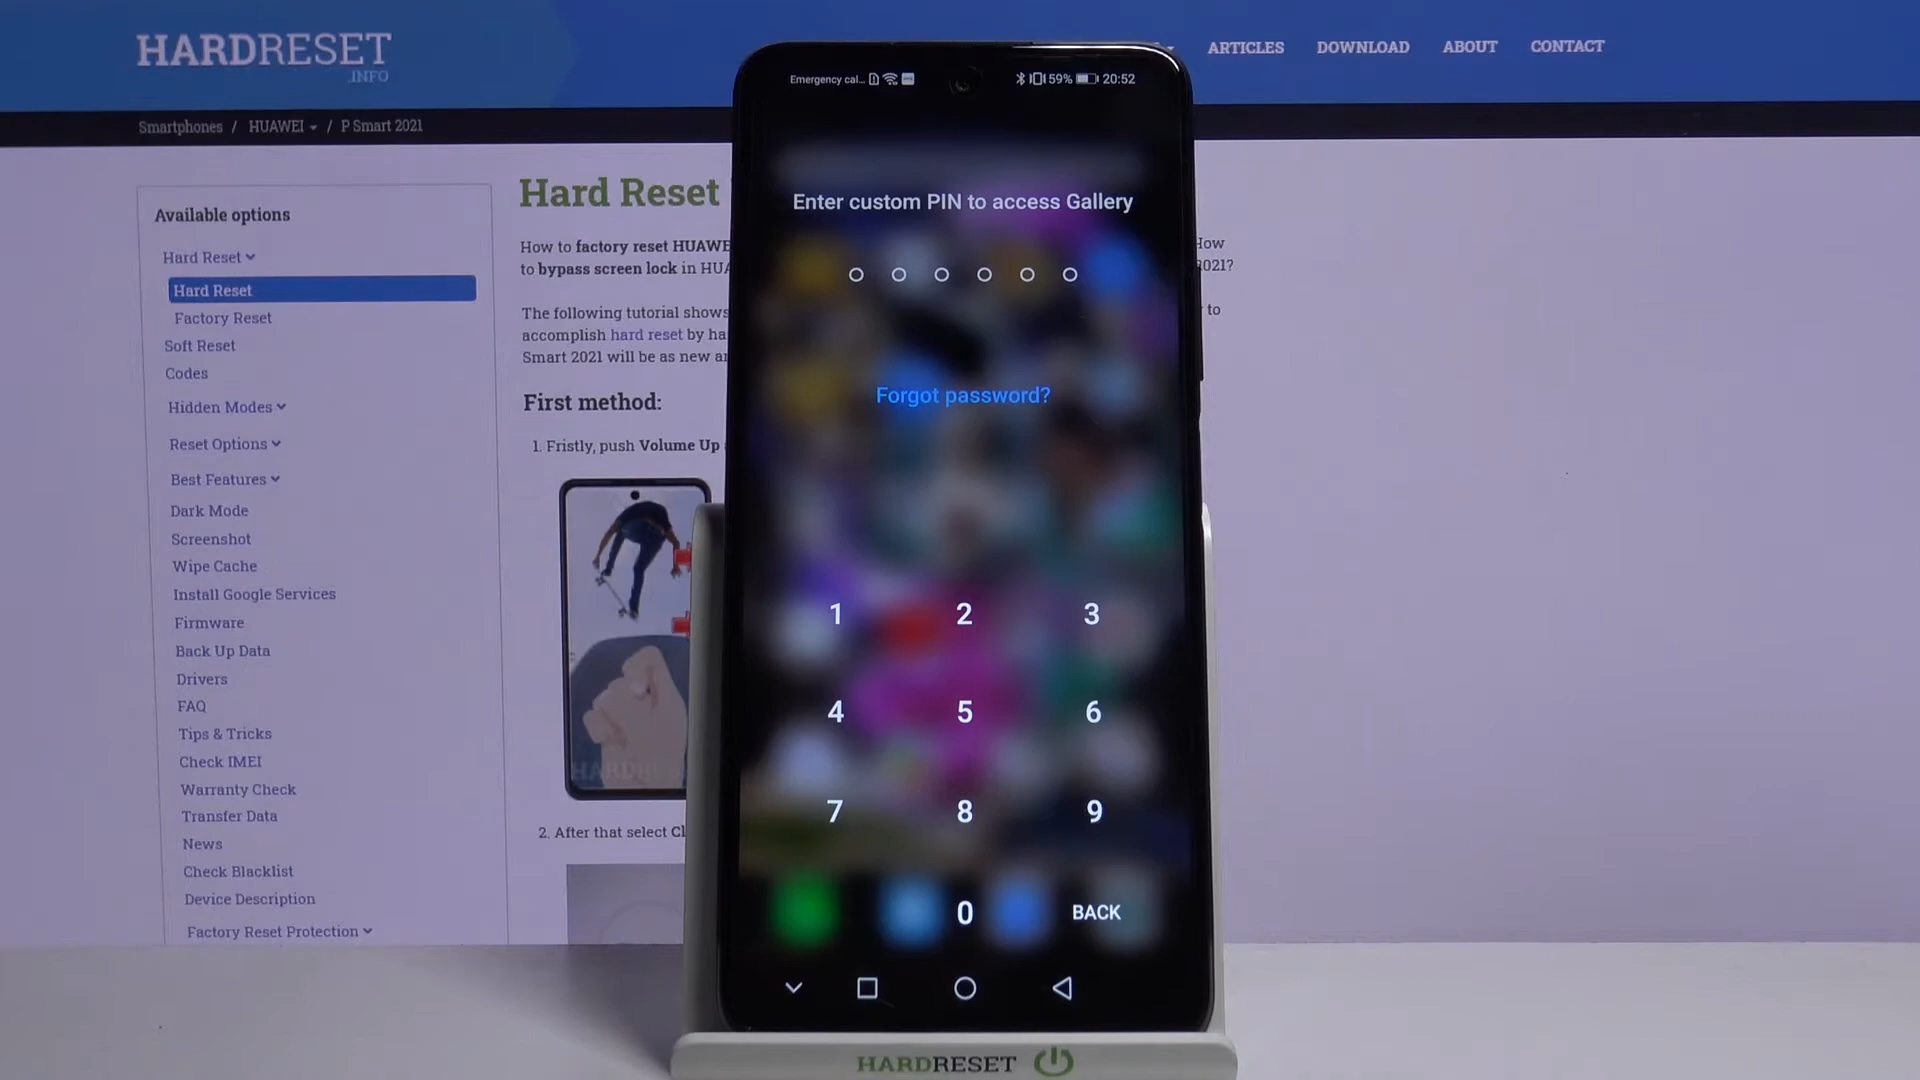 HARDRESET
.INFO
ARTICLES DOWNLOAD ABOUT CONTACT
Smartphones / HUAWEI / P Smart 2021
Available options
Hard Reset
Hard Reset
Factory Reset
Soft Reset
Codes
Hidden Modes
Reset Options
Best Features
Dark Mode
Screenshot
Wipe Cache
Install Google Services
Firmware
Back Up Data
Drivers
FAQ
Tips & Tricks
Check IMEI
Warranty Check
Transfer Data
News
Check Blacklist
Device Description
Factory Reset Protection
Hard Reset
How to factory reset HUAWE
to bypass screen lock in HUA
The following tutorial shows
accomplish hard reset by ha
Smart 2021 will be as new a
First method:
1. Fristly, push Volume Up
2. After that select Cl
How
2021?
to
Emergency cal... 59% 20:52
Enter custom PIN to access Gallery
Forgot password?
1 2 3
4 5 6
7 8 9
0 BACK
HARDRESET